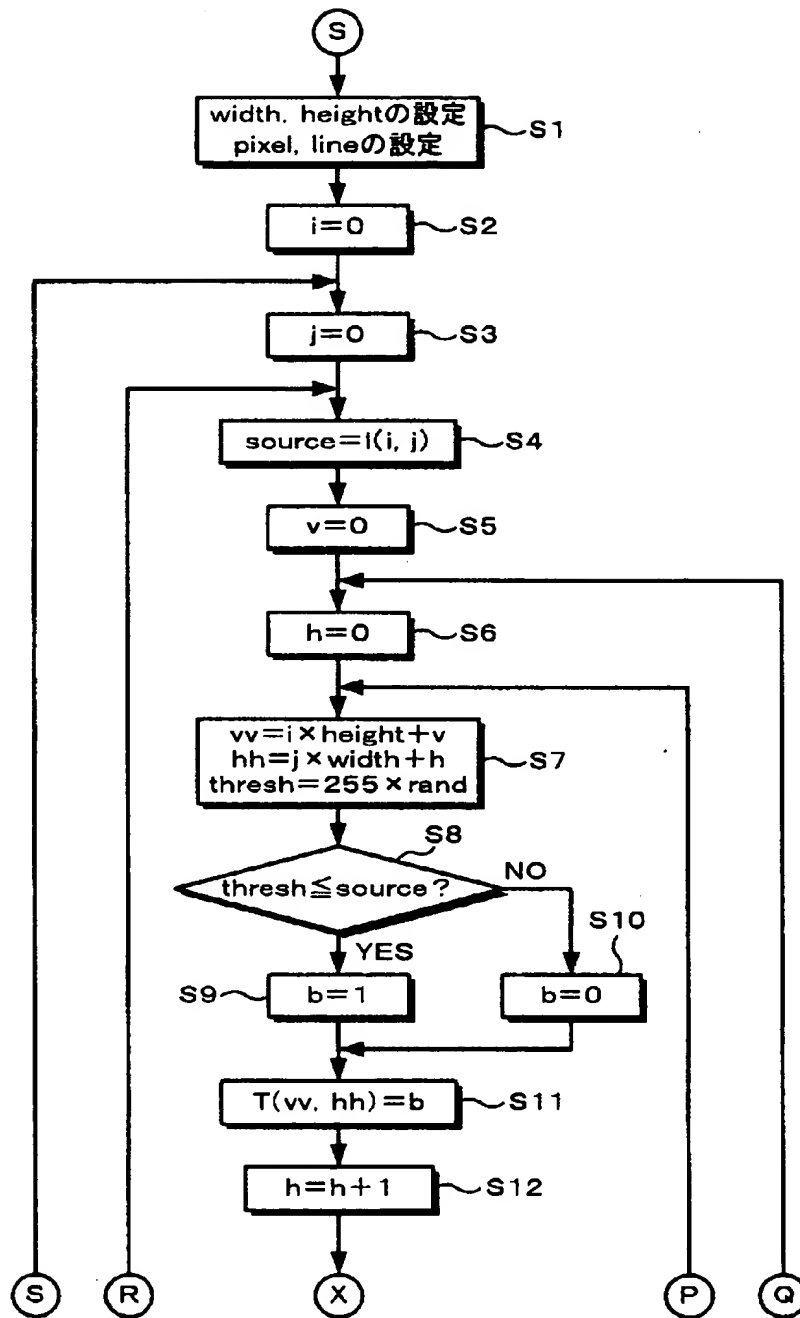 S
width, heightの設定
pixel, lineの設定
S1
i=0
S2
j=0
S3
source=I(i, j)
S4
v=0
S5
h=0
S6
vv=i×height+v
hh=j×width+h
thresh=255×rand
S7
S8
thresh≦source?
NO
YES
S9
b=1
S10
b=0
T(vv, hh)=b
S11
h=h+1
S12
S
R
X
P
Q